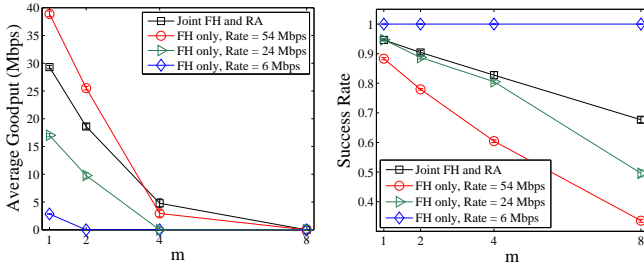 Average Goodput (Mbps)
40
35
30
25
20
15
10
5
0
1
2
4
8
m
Joint FH and RA
FH only, Rate = 54 Mbps
FH only, Rate = 24 Mbps
FH only, Rate = 6 Mbps
Success Rate
1
0.9
0.8
0.7
0.6
0.5
0.4
1
2
4
8
m
Joint FH and RA
FH only, Rate = 54 Mbps
FH only, Rate = 24 Mbps
FH only, Rate = 6 Mbps